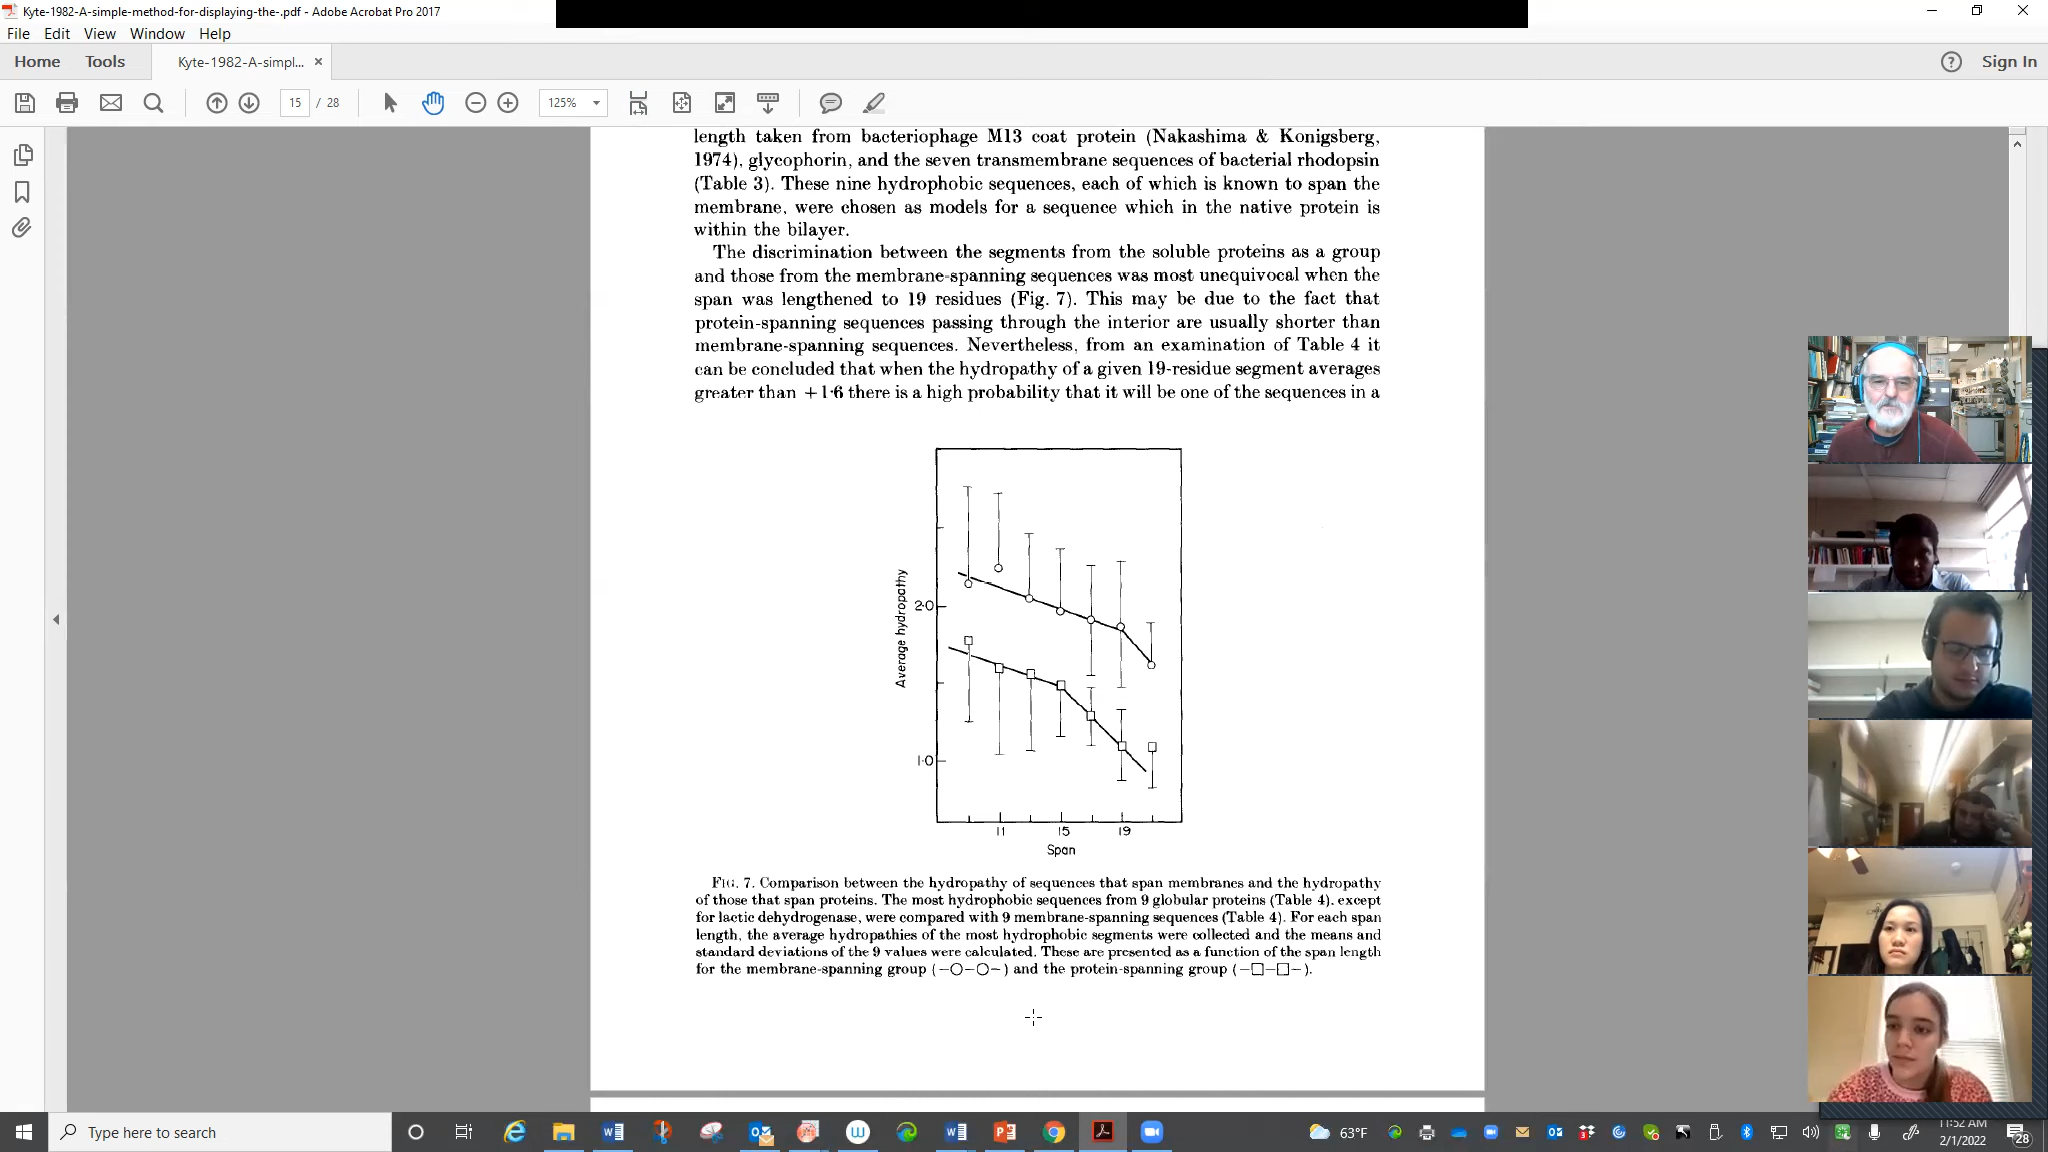 Kyte-1982-A-simple-method-for-displaying-the-.pdf - Adobe Acrobat Pro 2017
File Edit View Window Help
Home Tools Kyte-1982-A-simpl... × Sign In
15 / 28 125%
length taken from bacteriophage M13 coat protein (Nakashima & Konigsberg,
1974), glycophorin, and the seven transmembrane sequences of bacterial rhodopsin
(Table 3). These nine hydrophobic sequences, each of which is known to span the
membrane, were chosen as models for a sequence which in the native protein is
within the bilayer.
The discrimination between the segments from the soluble proteins as a group
and those from the membrane-spanning sequences was most unequivocal when the
span was lengthened to 19 residues (Fig. 7). This may be due to the fact that
protein-spanning sequences passing through the interior are usually shorter than
membrane-spanning sequences. Nevertheless, from an examination of Table 4 it
can be concluded that when the hydropathy of a given 19-residue segment averages
greater than +1·6 there is a high probability that it will be one of the sequences in a
Average hydropathy
2·0
1·0
11 15 19
Span
FIG. 7. Comparison between the hydropathy of sequences that span membranes and the hydropathy
of those that span proteins. The most hydrophobic sequences from 9 globular proteins (Table 4), except
for lactic dehydrogenase, were compared with 9 membrane-spanning sequences (Table 4). For each span
length, the average hydropathies of the most hydrophobic segments were collected and the means and
standard deviations of the 9 values were calculated. These are presented as a function of the span length
for the membrane-spanning group (–○–○–) and the protein-spanning group (–□–□–).
Type here to search
63°F
11:52 AM
2/1/2022
28